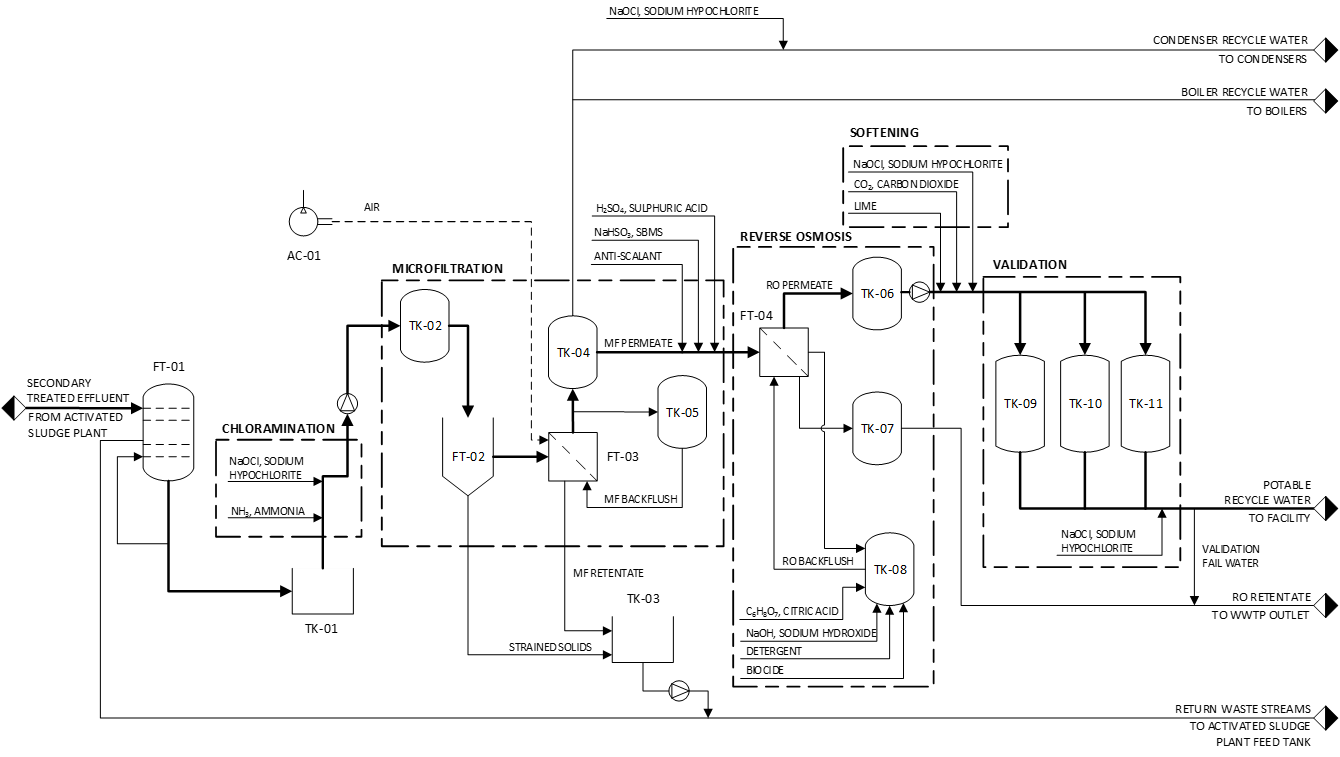 NaOCl, SODIUM HYPOCHLORITE
CONDENSER RECYCLE WATER
TO CONDENSERS
BOILER RECYCLE WATER
TO BOILERS
SOFTENING
NaOCl, SODIUM HYPOCHLORITE
CO₂, CARBON DIOXIDE
LIME
AIR
AC-01
H₂SO₄, SULPHURIC ACID
NaHSO₃, SBMS
ANTI-SCALANT
REVERSE OSMOSIS
MICROFILTRATION
VALIDATION
RO PERMEATE
TK-06
FT-04
TK-02
TK-04
MF PERMEATE
FT-01
SECONDARY
TREATED EFFLUENT
FROM ACTIVATED
SLUDGE PLANT
TK-05
TK-09
TK-10
TK-11
CHLORAMINATION
TK-07
NaOCl, SODIUM
HYPOCHLORITE
FT-02
FT-03
MF BACKFLUSH
NH₃, AMMONIA
POTABLE
RECYCLE WATER
TO FACILITY
NaOCl, SODIUM
HYPOCHLORITE
VALIDATION
FAIL WATER
RO BACKFLUSH
TK-08
MF RETENTATE
TK-03
C₆H₈O₇, CITRIC ACID
RO RETENTATE
TO WWTP OUTLET
TK-01
NaOH, SODIUM HYDROXIDE
STRAINED SOLIDS
DETERGENT
BIOCIDE
RETURN WASTE STREAMS
TO ACTIVATED SLUDGE
PLANT FEED TANK